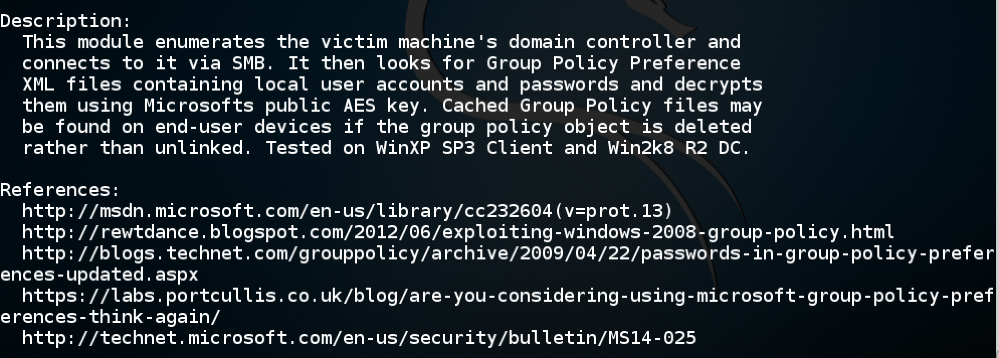 Description:
This module enumerates the victim machine's domain controller and
connects to it via SMB. It then looks for Group Policy Preference
XML files containing local user accounts and passwords and decrypts
them using Microsofts public AES key. Cached Group Policy files may
be found on end-user devices if the group policy object is deleted
rather than unlinked. Tested on WinXP SP3 Client and Win2k8 R2 DC.
References:
http://msdn.microsoft.com/en-us/library/cc232604(v=prot.13)
http://rewtdance.blogspot.com/2012/06/exploiting-windows-2008-group-policy.html
http://blogs.technet.com/grouppolicy/archive/2009/04/22/passwords-in-group-policy-prefer
ences-updated.aspx
https://labs.portcullis.co.uk/blog/are-you-considering-using-microsoft-group-policy-pref
erences-think-again/
http://technet.microsoft.com/en-us/security/bulletin/MS14-025